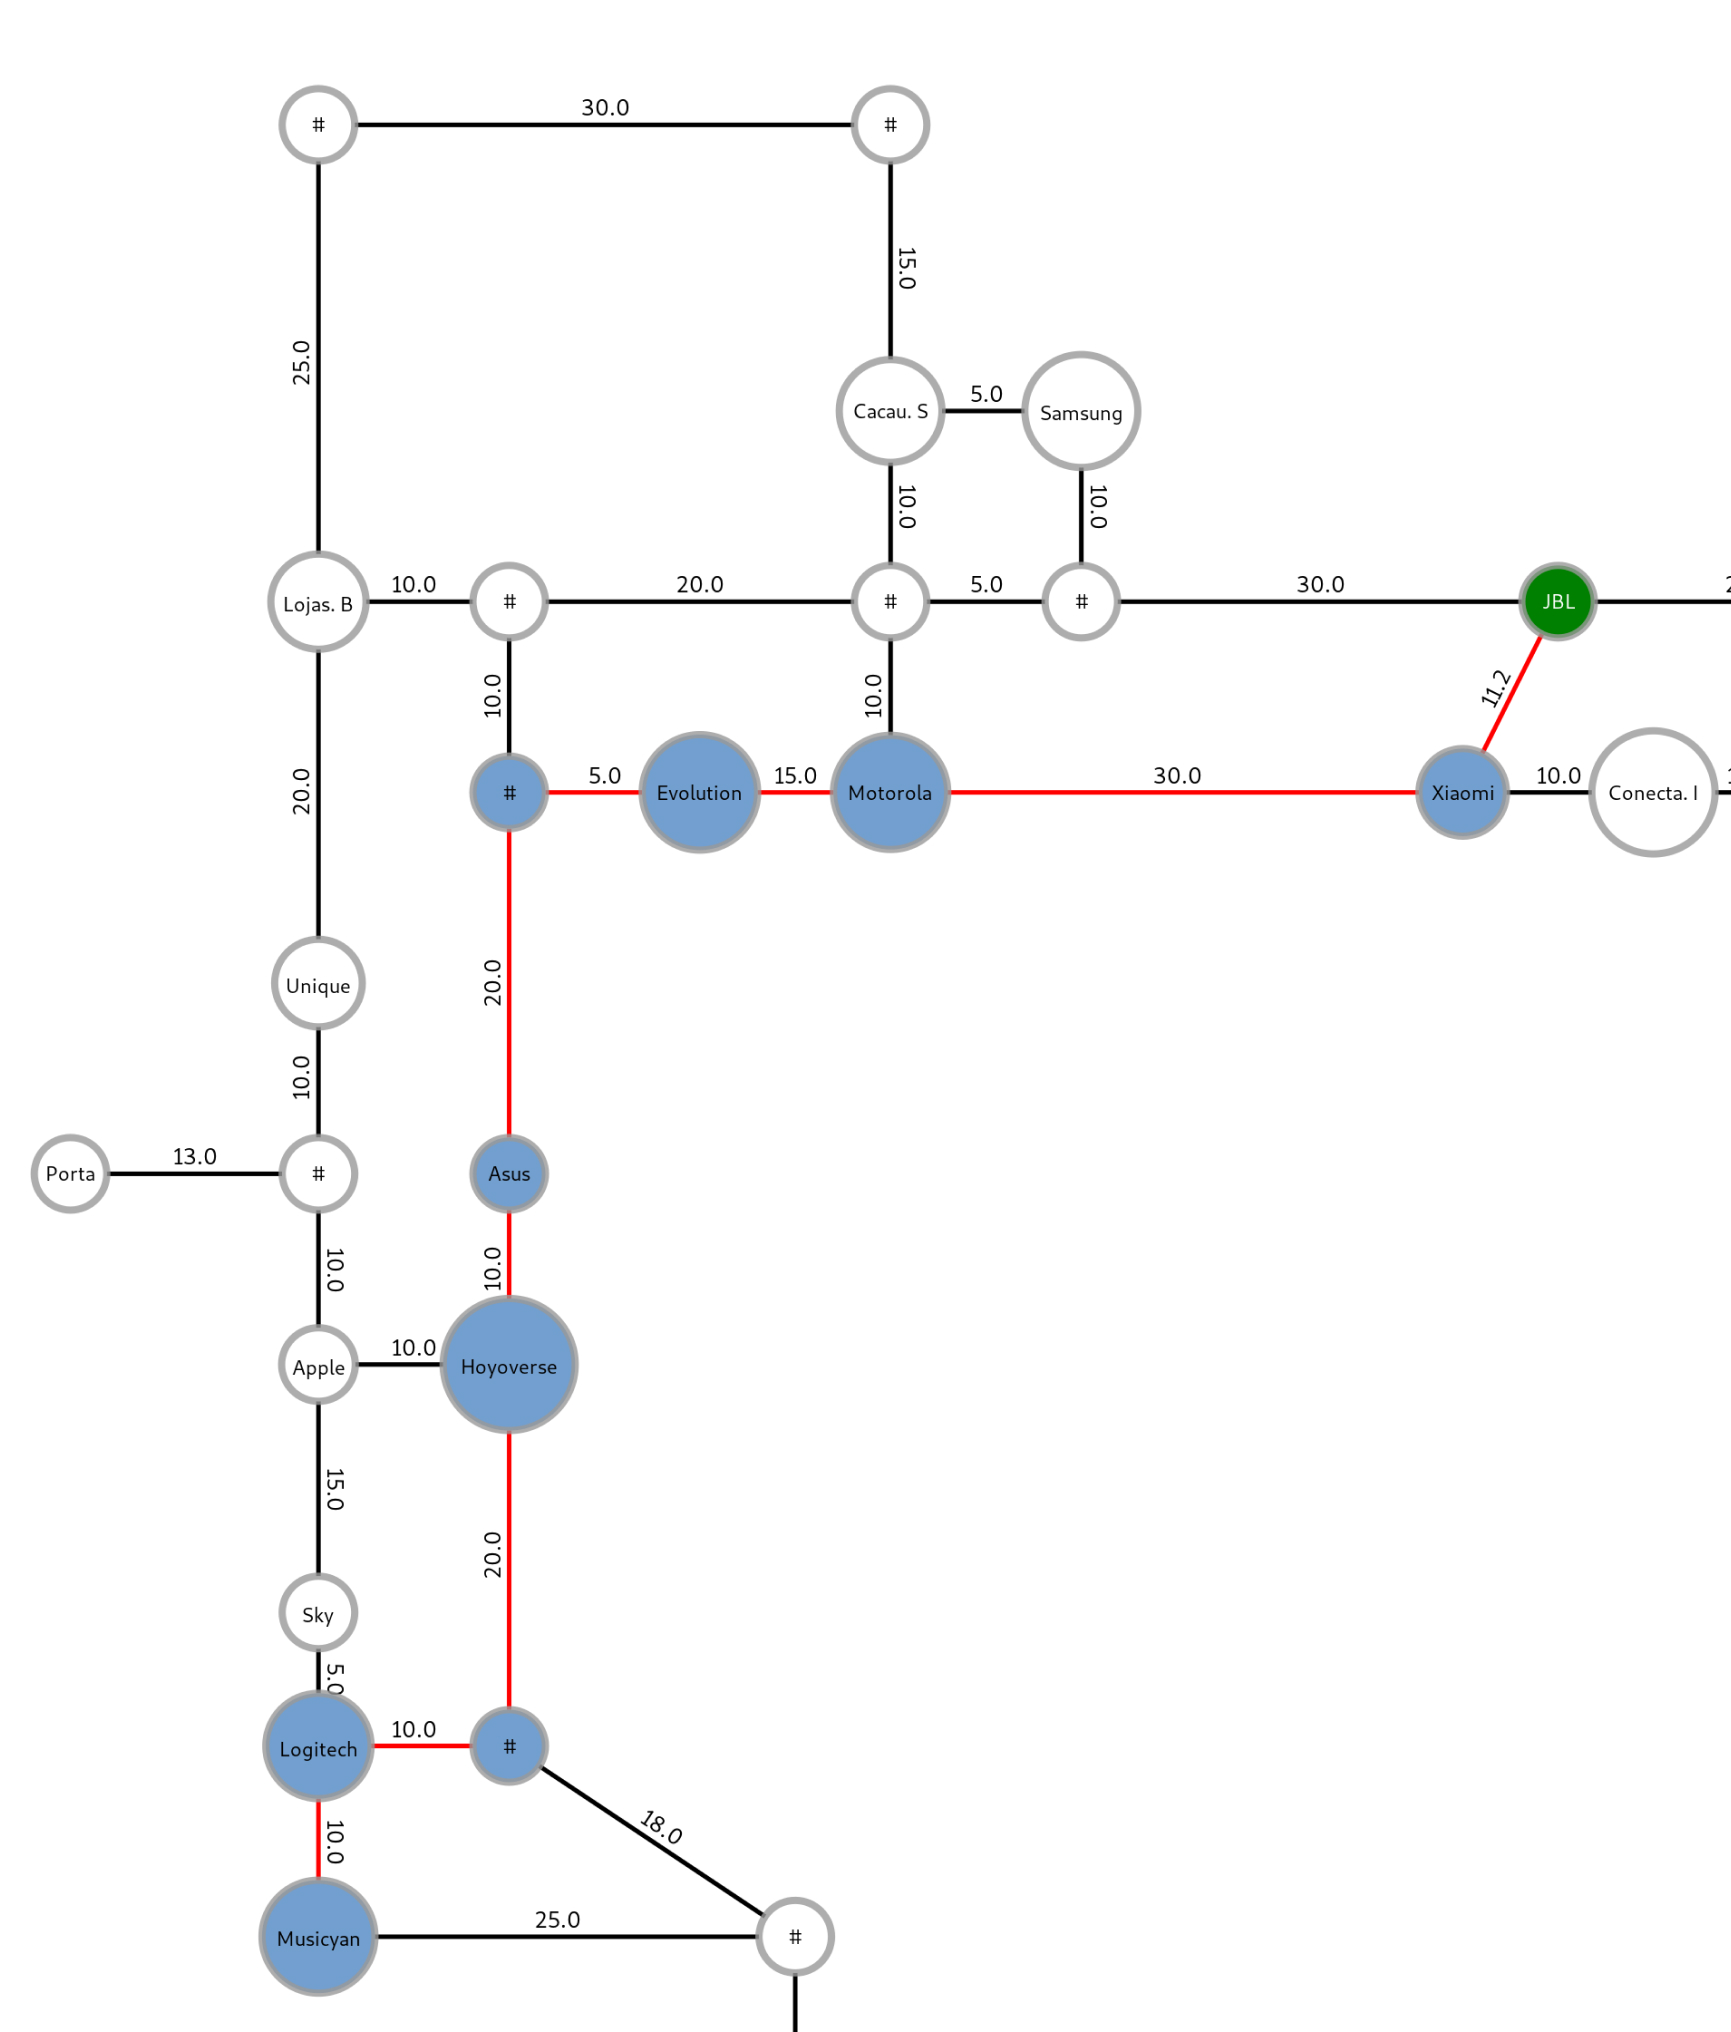 30.0
#
#
15.0
25.0
5.0
Cacau. S
Samsung
10.0
10.0
10.0
20.0
5.0
30.0
Lojas. B
#
#
#
JBL
10.0
10.0
11.2
5.0
15.0
30.0
10.0
#
Evolution
Motorola
Xiaomi
Conecta. I
20.0
20.0
Unique
10.0
13.0
Porta
#
Asus
10.0
10.0
10.0
Apple
Hoyoverse
15.0
20.0
Sky
5.0
10.0
Logitech
#
18.0
10.0
25.0
Musicyan
#